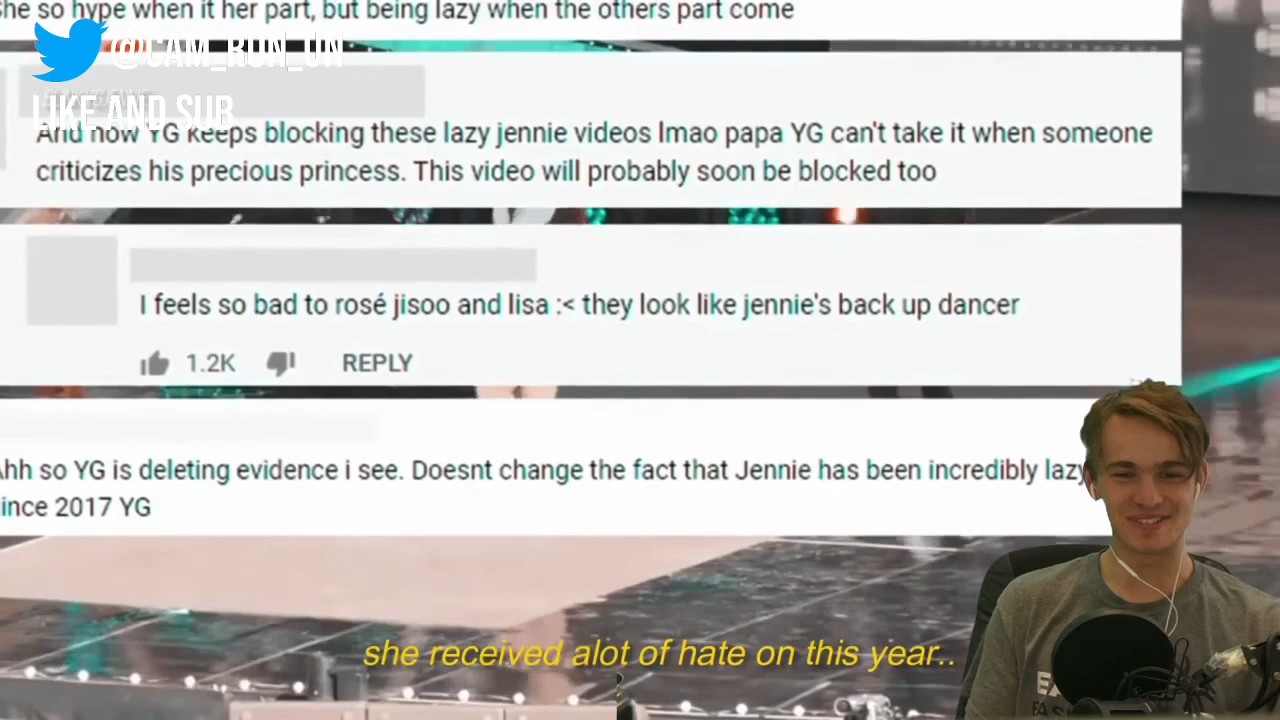 he so hype when it her part, but being lazy when the others part come
@CAM_RUN_UN
LIKE AND SUB
And now YG keeps blocking these lazy jennie videos lmao papa YG can't take it when someone
criticizes his precious princess. This video will probably soon be blocked too
I feels so bad to rosé jisoo and lisa :< they look like jennie's back up dancer
1.2K REPLY
hh so YG is deleting evidence i see. Doesnt change the fact that Jennie has been incredibly lazy
ince 2017 YG
she received alot of hate on this year..